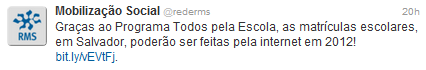 Mobilização Social @rederms 20h
RMS Graças ao Programa Todos pela Escola, as matrículas escolares,
em Salvador, poderão ser feitas pela internet em 2012!
bit.ly/vEVtFj.